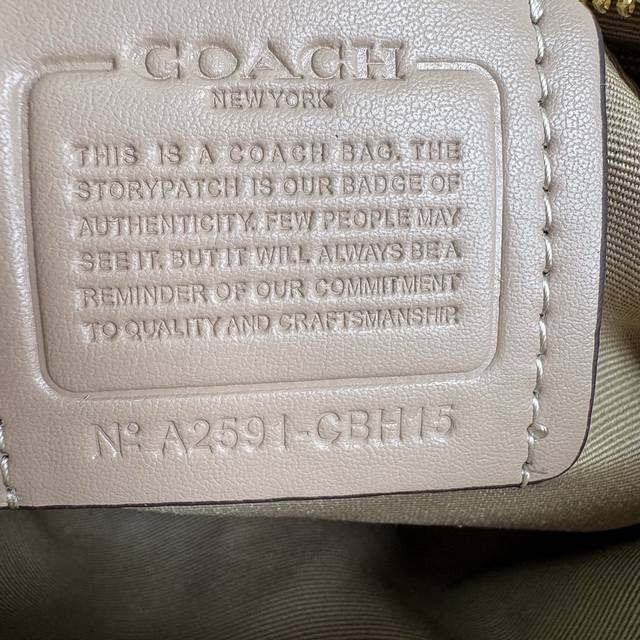 COACH
NEW YORK
THIS IS A COACH BAG. THE
STORYPATCH IS OUR BADGE OF
AUTHENTICITY. FEW PEOPLE MAY
SEE IT. BUT IT WILL ALWAYS BE A
REMINDER OF OUR COMMITMENT
TO QUALITY AND CRAFTSMANSHIP.
Nº A2591-CBH15